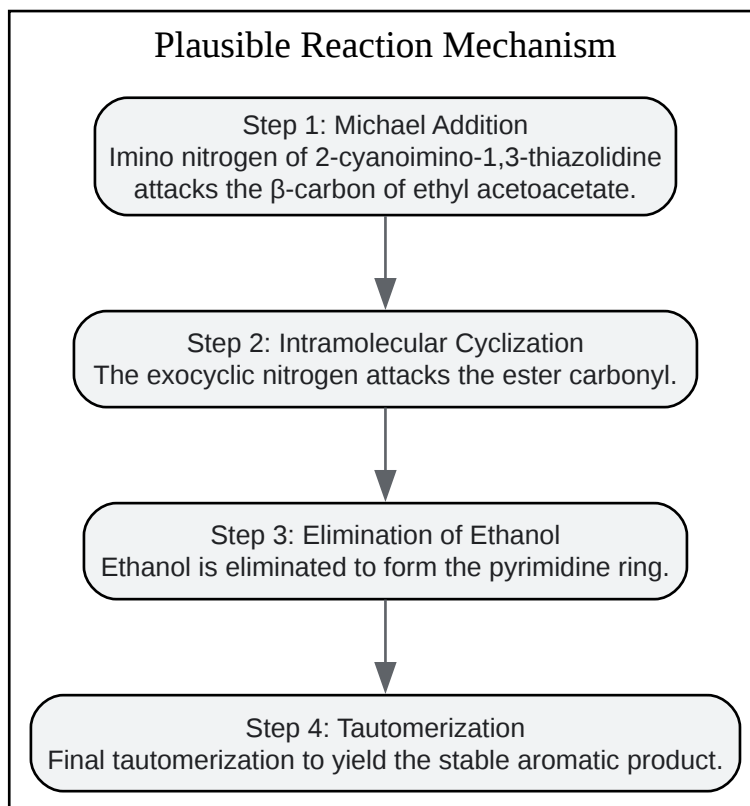 Plausible Reaction Mechanism
Step 1: Michael Addition
Imino nitrogen of 2-cyanoimino-1,3-thiazolidine
attacks the β-carbon of ethyl acetoacetate.
Step 2: Intramolecular Cyclization
The exocyclic nitrogen attacks the ester carbonyl.
Step 3: Elimination of Ethanol
Ethanol is eliminated to form the pyrimidine ring.
Step 4: Tautomerization
Final tautomerization to yield the stable aromatic product.